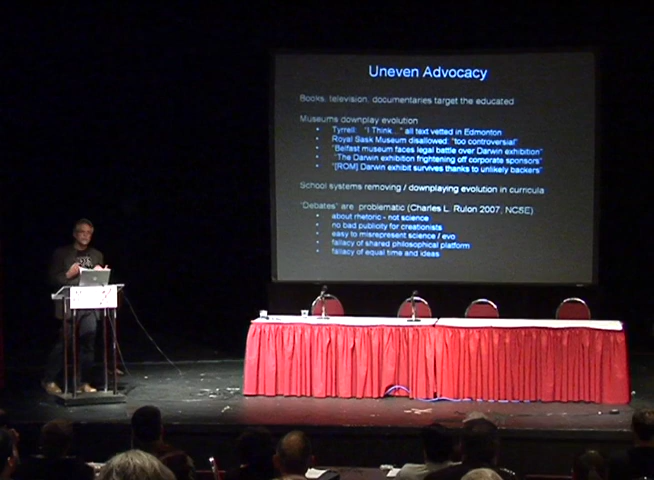 Uneven Advocacy
Books, television, documentaries target the educated
Museums downplay evolution
• Tyrrell: "I Think..." all text vetted in Edmonton
• Royal Sask Museum disallowed: "too controversial"
• "Belfast museum faces legal battle over Darwin exhibition"
• "The Darwin exhibition frightening off corporate sponsors"
• "[ROM] Darwin exhibit survives thanks to unlikely backers"
School systems removing / downplaying evolution in curricula
"Debates" are problematic (Charles L. Rulon 2007, NCSE)
• about rhetoric - not science
• no bad publicity for creationists
• easy to misrepresent science / evo
• fallacy of shared philosophical platform
• fallacy of equal time and ideas